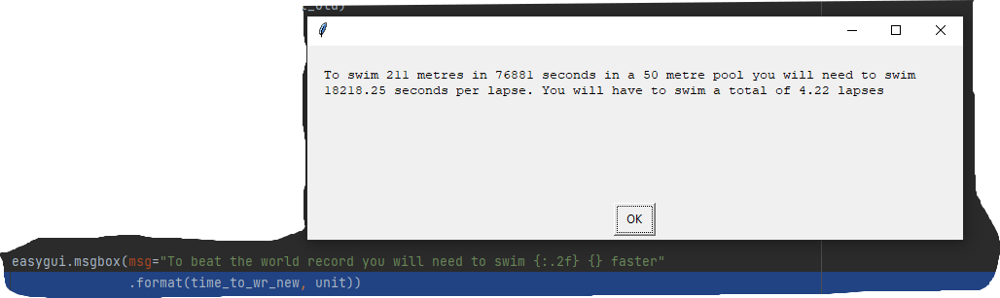 _old)
To swim 211 metres in 76881 seconds in a 50 metre pool you will need to swim
18218.25 seconds per lapse. You will have to swim a total of 4.22 lapses
OK
easygui.msgbox(msg="To beat the world record you will need to swim {:.2f} {} faster"
.format(time_to_wr_new, unit))